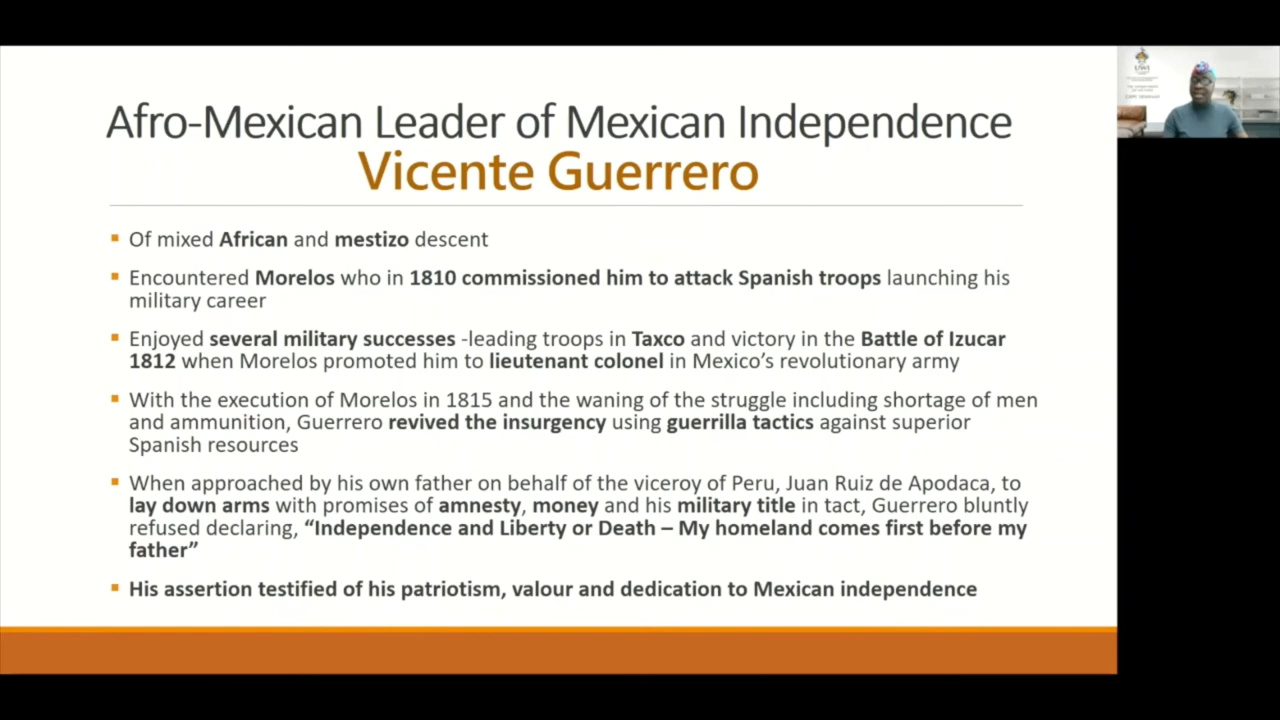 Afro-Mexican Leader of Mexican Independence
Vicente Guerrero
▪ Of mixed African and mestizo descent
▪ Encountered Morelos who in 1810 commissioned him to attack Spanish troops launching his
military career
▪ Enjoyed several military successes -leading troops in Taxco and victory in the Battle of Izucar
1812 when Morelos promoted him to lieutenant colonel in Mexico’s revolutionary army
▪ With the execution of Morelos in 1815 and the waning of the struggle including shortage of men
and ammunition, Guerrero revived the insurgency using guerrilla tactics against superior
Spanish resources
▪ When approached by his own father on behalf of the viceroy of Peru, Juan Ruiz de Apodaca, to
lay down arms with promises of amnesty, money and his military title in tact, Guerrero bluntly
refused declaring, “Independence and Liberty or Death – My homeland comes first before my
father”
▪ His assertion testified of his patriotism, valour and dedication to Mexican independence
UWI